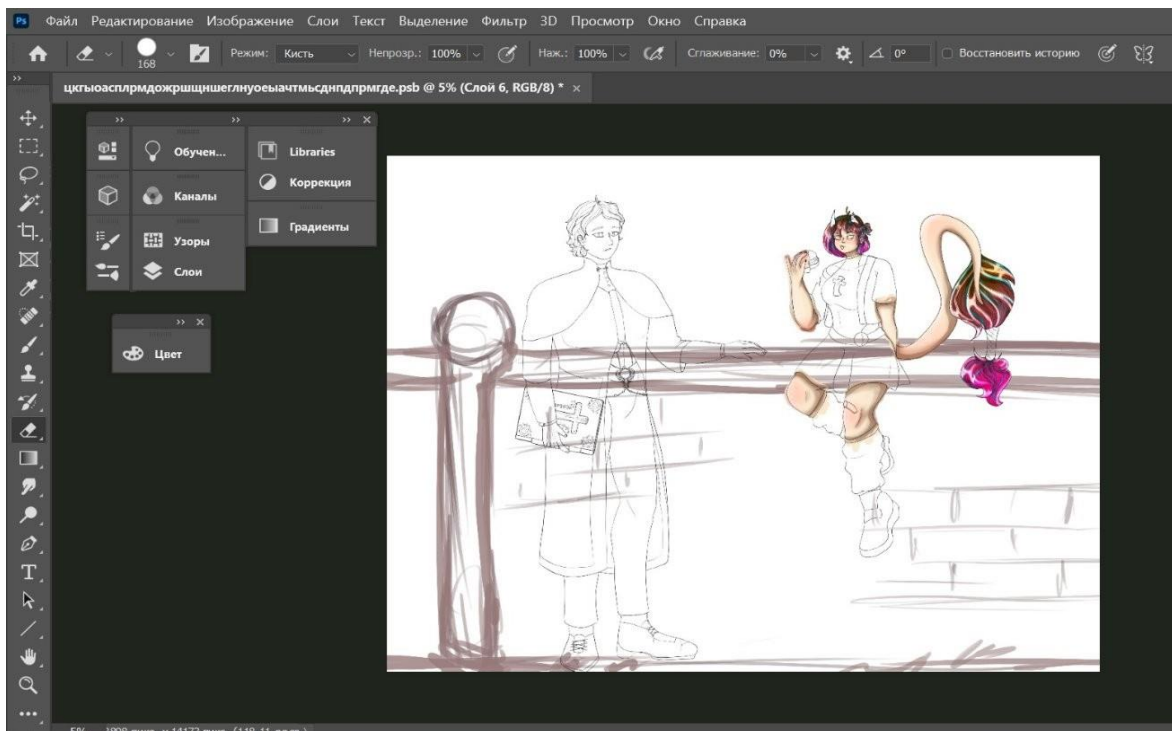 Ps Файл Редактирование Изображение Слои Текст Выделение Фильтр 3D Просмотр Окно Справка
168 Режим: Кисть Непрозр.: 100% Наж.: 100% Сглаживание: 0% 0° Восстановить историю
цкгыоасплрмдожршщншеглнуоеыачтмьсднпдпрмгде.psb @ 5% (Слой 6, RGB/8) *
Обучен...
Libraries
Каналы
Коррекция
Узоры
Градиенты
Слои
Цвет
5%